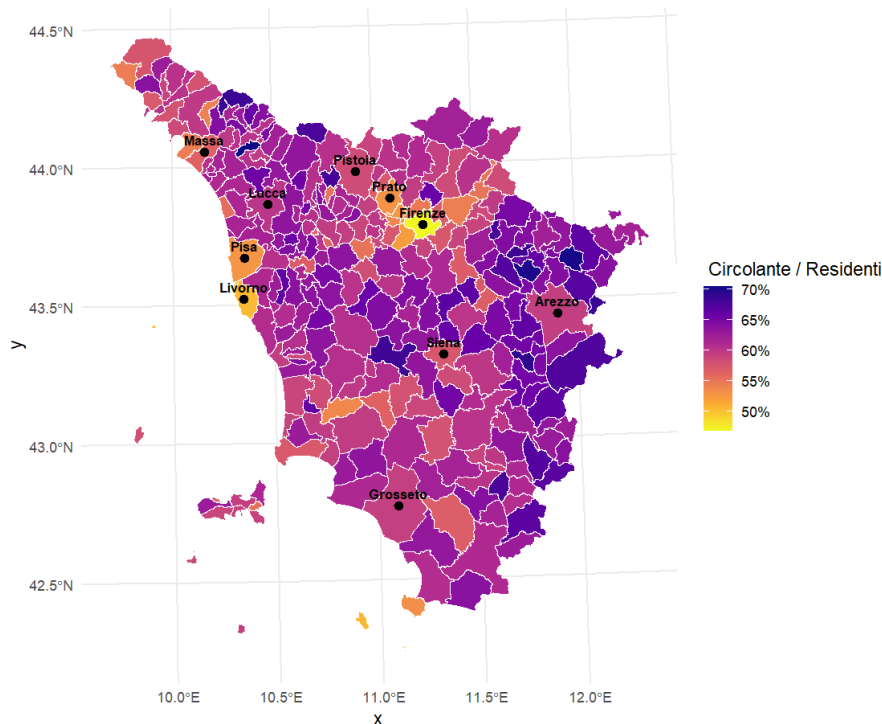 44.5°N
44.0°N
43.5°N
43.0°N
42.5°N
y
Massa
Pistoia
Lucca
Prato
Firenze
Pisa
Livorno
Arezzo
Siena
Grosseto
10.0°E 10.5°E 11.0°E 11.5°E 12.0°E
x
Circolante / Residenti
70%
65%
60%
55%
50%